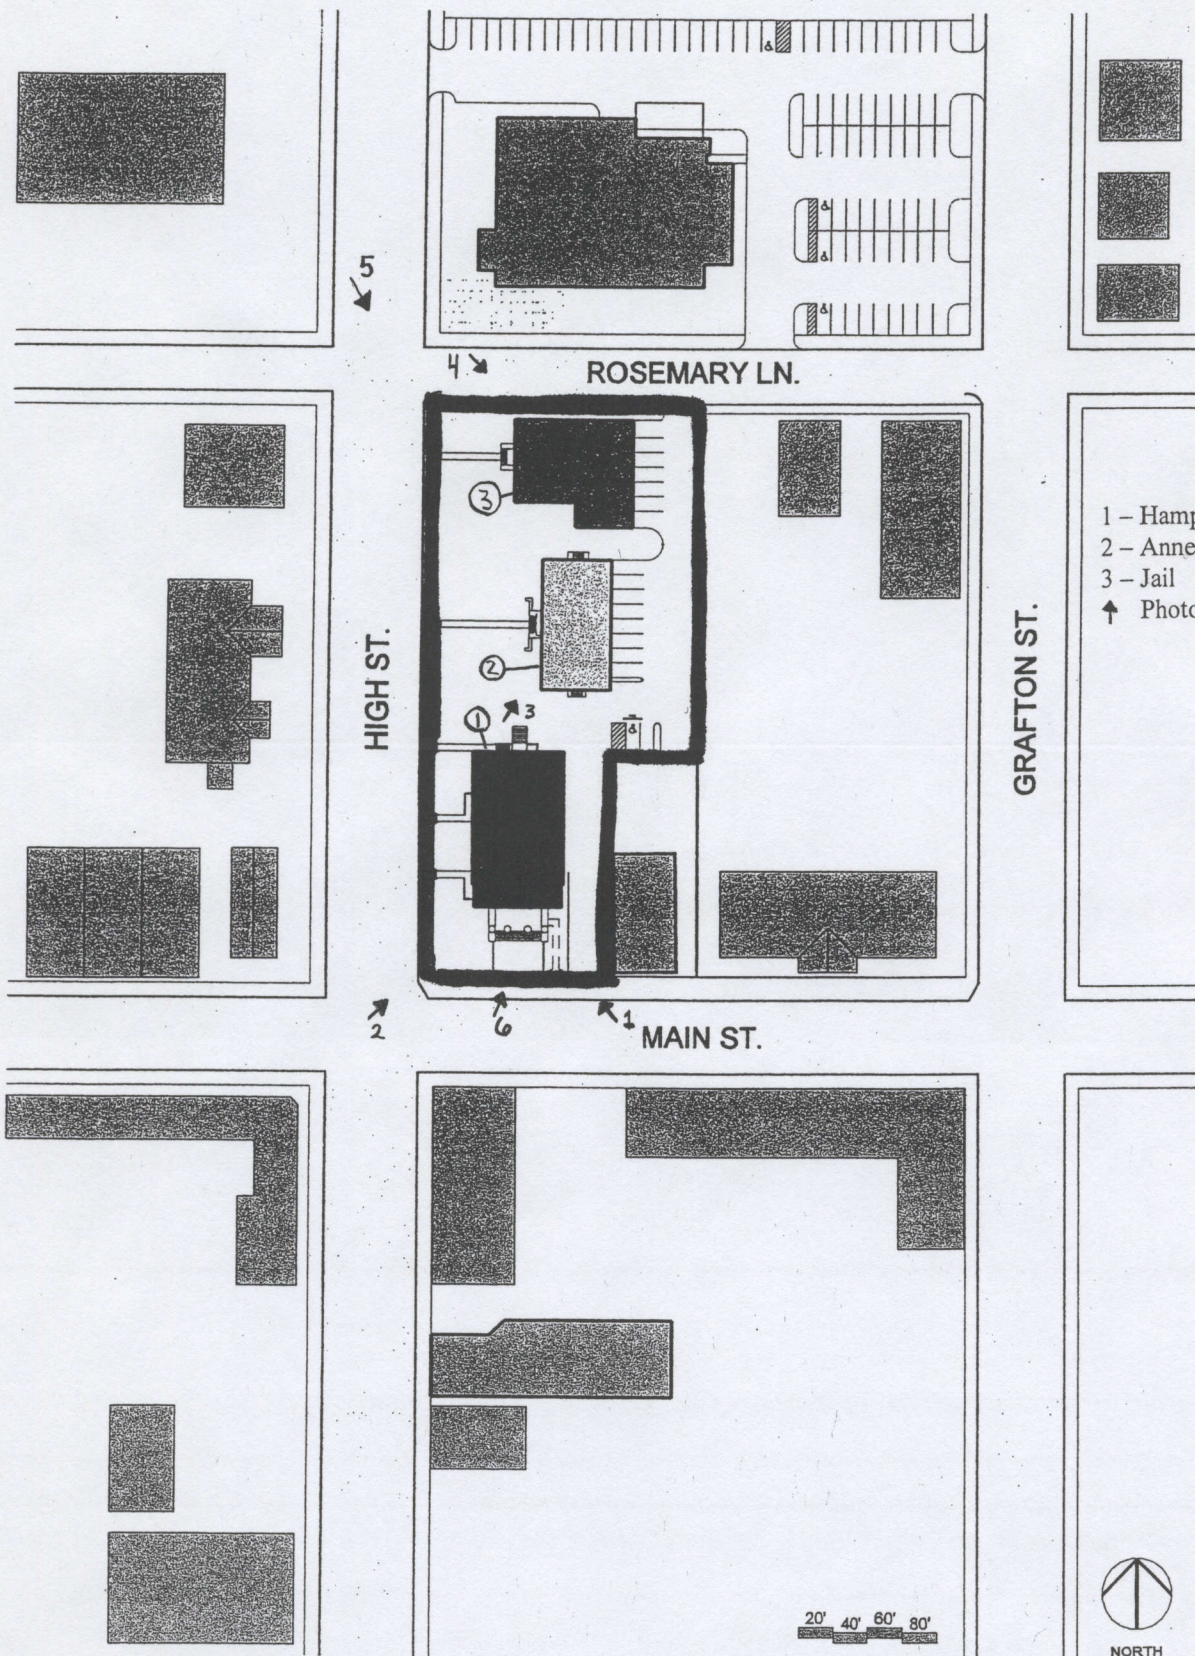 5
4
ROSEMARY LN.
3
1 – Hamp
2 – Anne
3 – Jail
Photo
HIGH ST.
2
1
3
GRAFTON ST.
2
6
1
MAIN ST.
20' 40' 60' 80'
NORTH